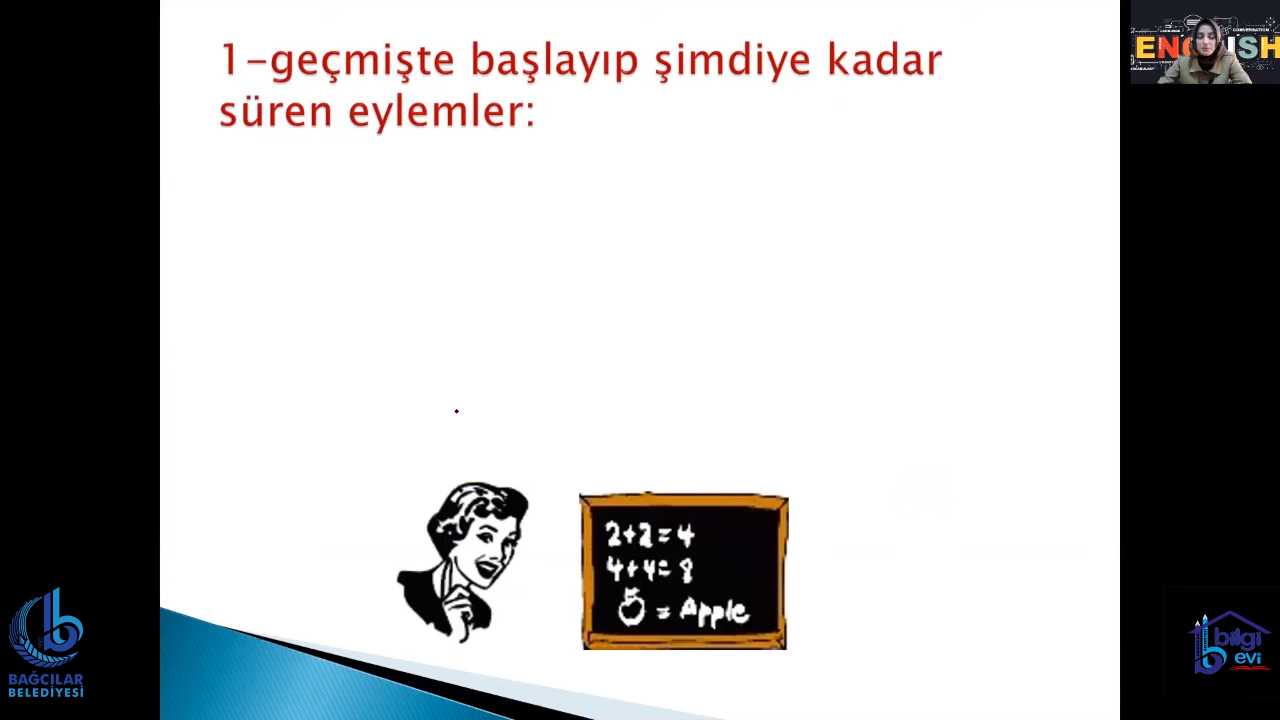 1-geçmişte başlayıp şimdiye kadar
süren eylemler:
2+2=4
4+4=8
= Apple
ENGLISH
CONVERSATION
BAĞCILAR
BELEDİYESİ
bilgi
evi